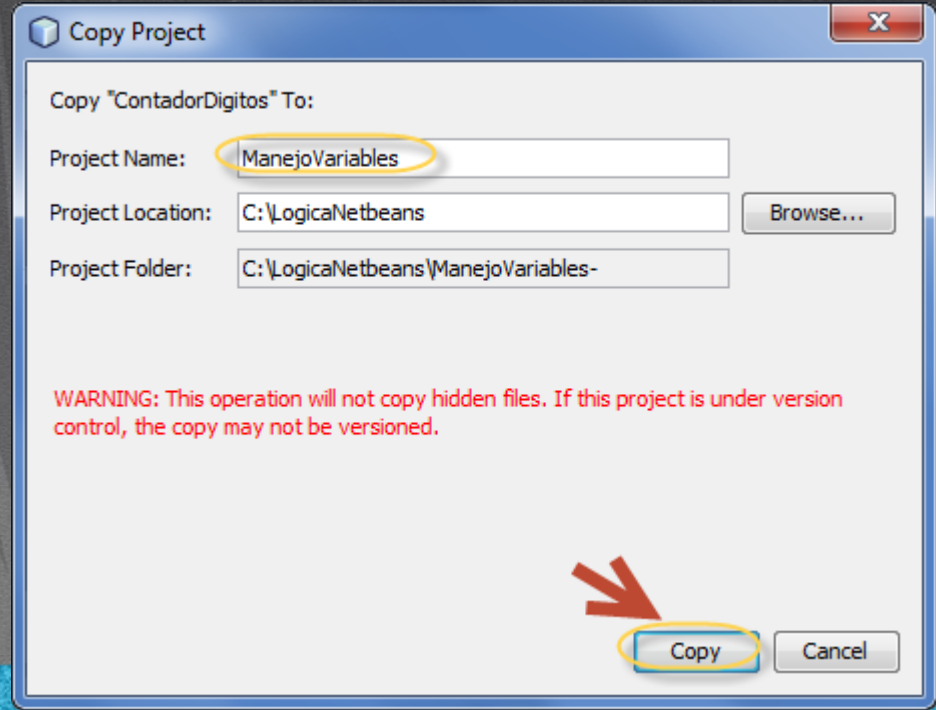 Copy Project
Copy "ContadorDigitos" To:
Project Name: ManejoVariables
Project Location: C:\LogicaNetbeans Browse...
Project Folder: C:\LogicaNetbeans\ManejoVariables-
WARNING: This operation will not copy hidden files. If this project is under version
control, the copy may not be versioned.
Copy Cancel